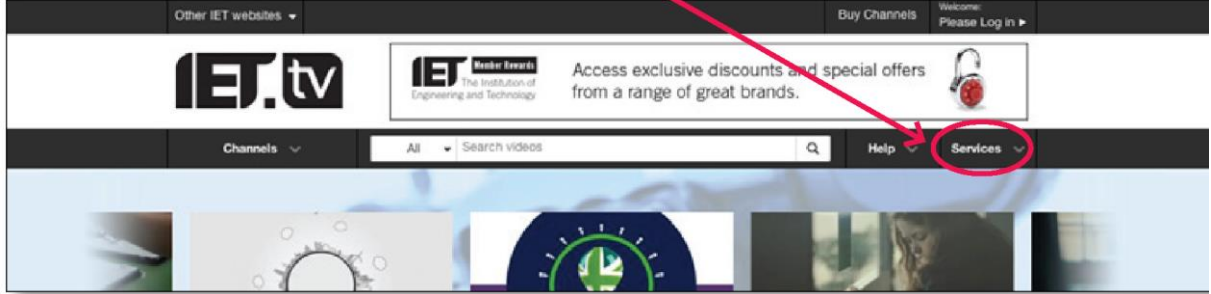 Other IET websites
Buy Channels
Welcome:
Please Log in
IET.tv
IET Member Rewards
The Institution of
Engineering and Technology
Access exclusive discounts and special offers
from a range of great brands.
Channels
All
Search videos
Help
Services